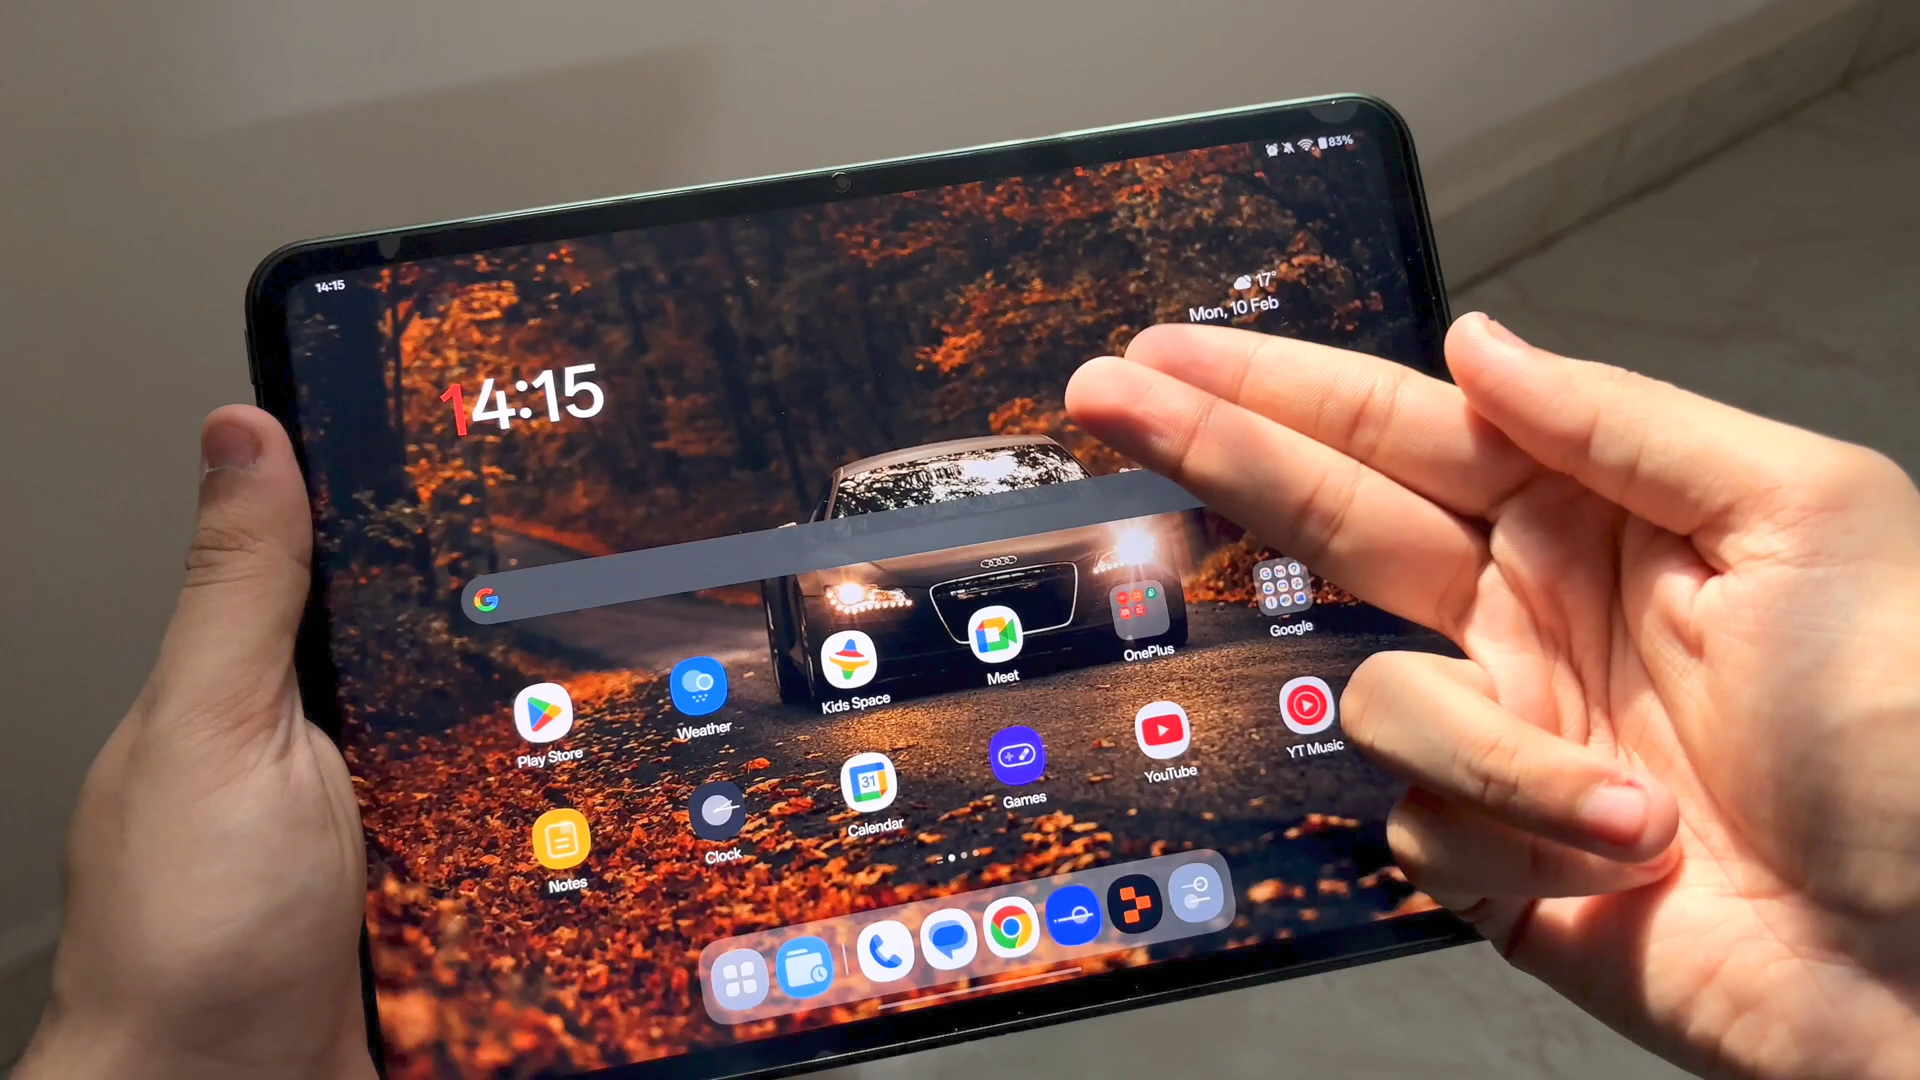 14:15
83%
17°
Mon, 10 Feb
14:15
G
Play Store
Weather
Kids Space
Meet
OnePlus
Google
Notes
Clock
31
Calendar
Games
YouTube
YT Music